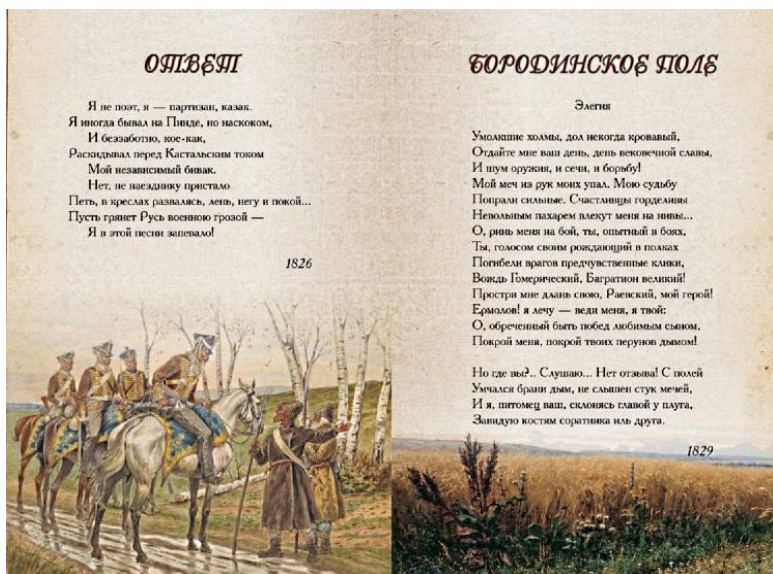 ОТВЕТ
Я не поэт, я — партизан, казак.
Я иногда бывал на Пинде, но наскоком,
И беззаботно, кое-как,
Раскидывал перед Кастальским током
Мой независимый бивак.
Нет, не наезднику пристало
Петь, в креслах развалясь, лень, негу и покой...
Пусть грянет Русь военною грозой —
Я в этой песни запевало!
1826
БОРОДИНСКОЕ ПОЛЕ
Элегия
Умолкшие холмы, дол некогда кровавый,
Отдайте мне ваш день, день вековечной славы,
И шум оружия, и сечи, и борьбу!
Мой меч из рук моих упал. Мою судьбу
Попрали сильные. Счастливцы горделивы
Невольным пахарем влекут меня на нивы...
О, ринь меня на бой, ты, опытный в боях,
Ты, голосом своим рождающий в полках
Погибели врагов предчувственные клики,
Вождь Гомерический, Багратион великий!
Простри мне длань свою, Раевский, мой герой!
Ермолов! я лечу — веди меня, я твой:
О, обреченный быть побед любимым сыном,
Покрой меня, покрой твоих перунов дымом!
Но где вы?.. Слушаю... Нет отзыва! С полей
Умчался брани дым, не слышен стук мечей,
И я, питомец ваш, склонясь главой у плуга,
Завидую костям соратника иль друга.
1829